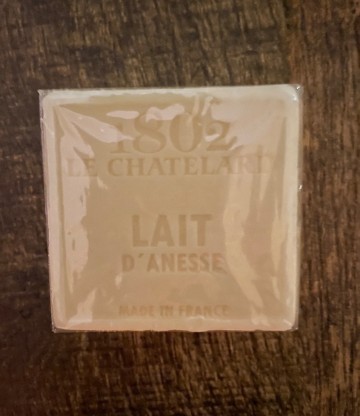 1802
LE CHATELARD
LAIT
D'ANESSE
MADE IN FRANCE